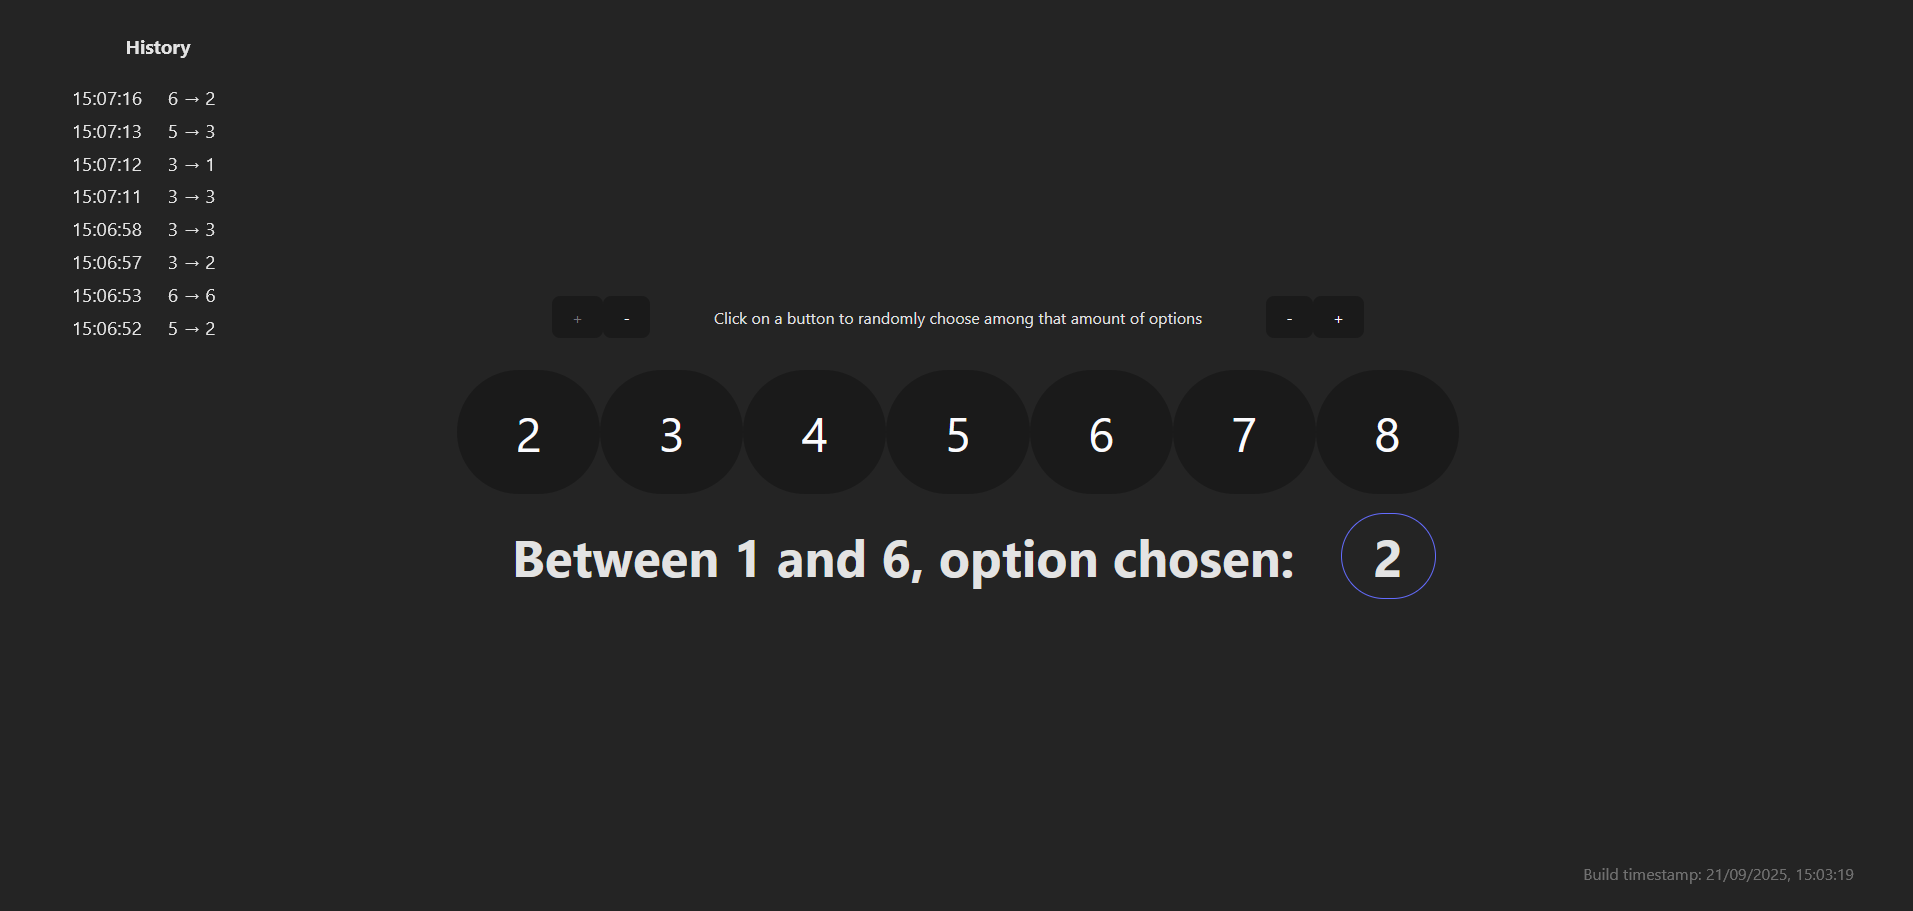 History
15:07:16 6 → 2
15:07:13 5 → 3
15:07:12 3 → 1
15:07:11 3 → 3
15:06:58 3 → 3
15:06:57 3 → 2
15:06:53 6 → 6
15:06:52 5 → 2
+ - Click on a button to randomly choose among that amount of options - +
2 3 4 5 6 7 8
Between 1 and 6, option chosen: 2
Build timestamp: 21/09/2025, 15:03:19